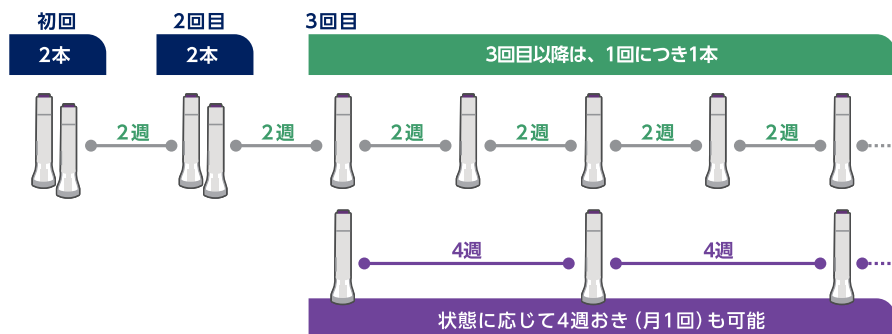 初回
2回目
3回目
2本
2本
3回目以降は、1回につき1本
2週
2週
2週
2週
2週
2週
4週
4週
状態に応じて4週おき（月1回）も可能